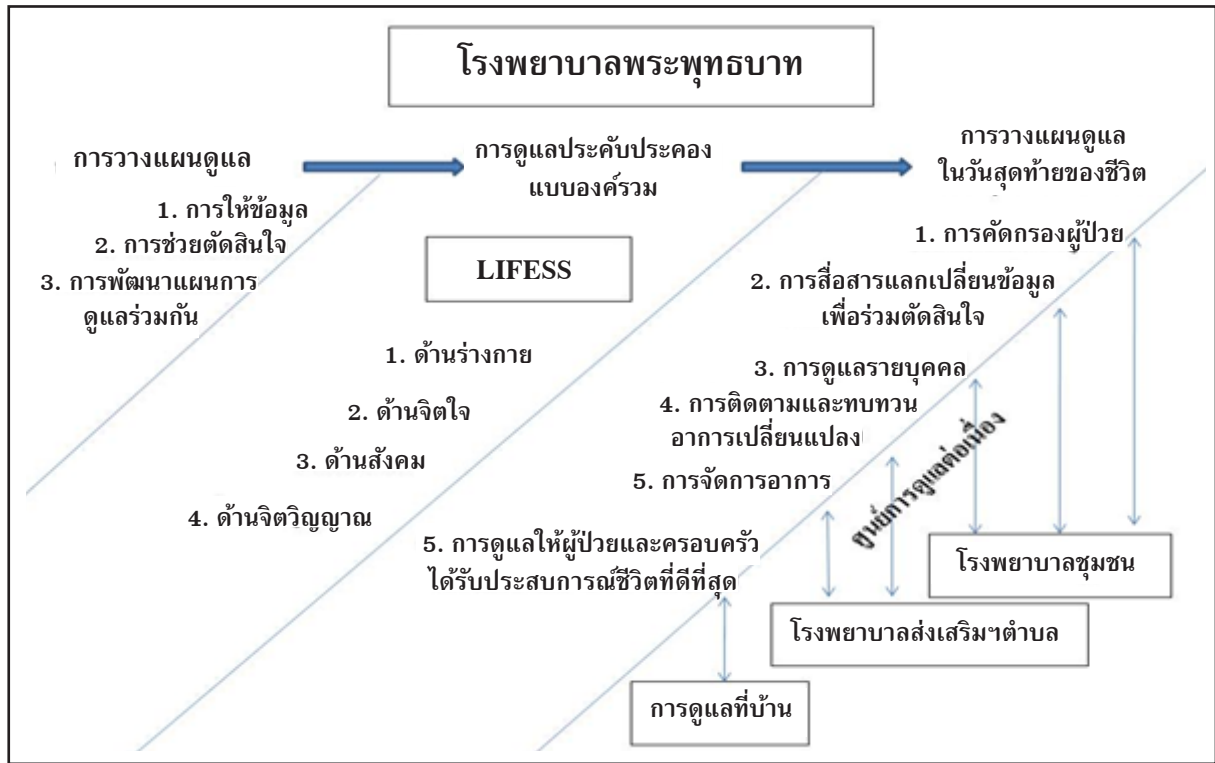 โรงพยาบาลพระพุทธบาท
การวางแผนดูแล
1. การให้ข้อมูล
2. การช่วยตัดสินใจ
3. การพัฒนาแผนการ
ดูแลร่วมกัน
การดูแลประคับประคอง
แบบองค์รวม
LIFESS
1. ด้านร่างกาย
2. ด้านจิตใจ
3. ด้านสังคม
4. ด้านจิตวิญญาณ
การวางแผนดูแล
ในวันสุดท้ายของชีวิต
1. การคัดกรองผู้ป่วย
2. การสื่อสารแลกเปลี่ยนข้อมูล
เพื่อร่วมตัดสินใจ
3. การดูแลรายบุคคล
4. การติดตามและทบทวน
อาการเปลี่ยนแปลง
5. การจัดการอาการ
5. การดูแลให้ผู้ป่วยและครอบครัว
ได้รับประสบการณ์ชีวิตที่ดีที่สุด
ศูนย์การดูแลต่อเนื่อง
โรงพยาบาลชุมชน
โรงพยาบาลส่งเสริมฯตำบล
การดูแลที่บ้าน